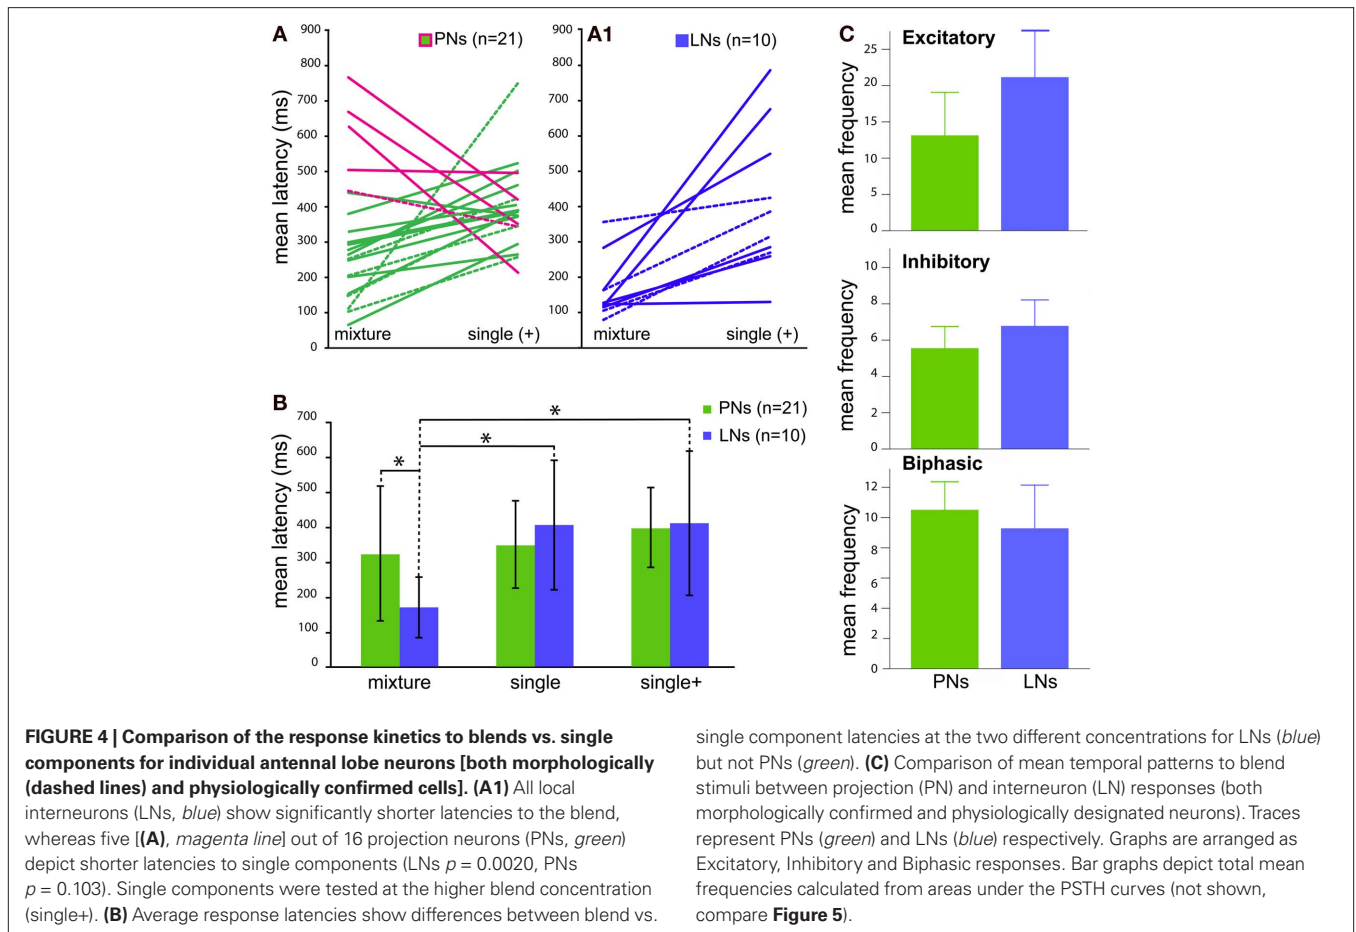 A
PNs (n=21)
900
800
700
600
500
400
300
200
100
0
mean latency (ms)
mixture
single (+)
A1
LNs (n=10)
900
800
700
600
500
400
300
200
100
mixture
single (+)
B
PNs (n=21)
LNs (n=10)
700
600
500
400
300
200
100
0
mean latency (ms)
*
*
*
mixture
single
single+
C
Excitatory
25
20
15
10
5
0
mean frequency
Inhibitory
10
8
6
4
2
0
mean frequency
Biphasic
12
10
8
6
4
2
0
mean frequency
PNs
LNs
FIGURE 4 | Comparison of the response kinetics to blends vs. single
components for individual antennal lobe neurons [both morphologically
(dashed lines) and physiologically confirmed cells]. (A1) All local
interneurons (LNs, blue) show significantly shorter latencies to the blend,
whereas five [(A), magenta line] out of 16 projection neurons (PNs, green)
depict shorter latencies to single components (LNs p = 0.0020, PNs
p = 0.103). Single components were tested at the higher blend concentration
(single+). (B) Average response latencies show differences between blend vs.
single component latencies at the two different concentrations for LNs (blue)
but not PNs (green). (C) Comparison of mean temporal patterns to blend
stimuli between projection (PN) and interneuron (LN) responses (both
morphologically confirmed and physiologically designated neurons). Traces
represent PNs (green) and LNs (blue) respectively. Graphs are arranged as
Excitatory, Inhibitory and Biphasic responses. Bar graphs depict total mean
frequencies calculated from areas under the PSTH curves (not shown,
compare Figure 5).